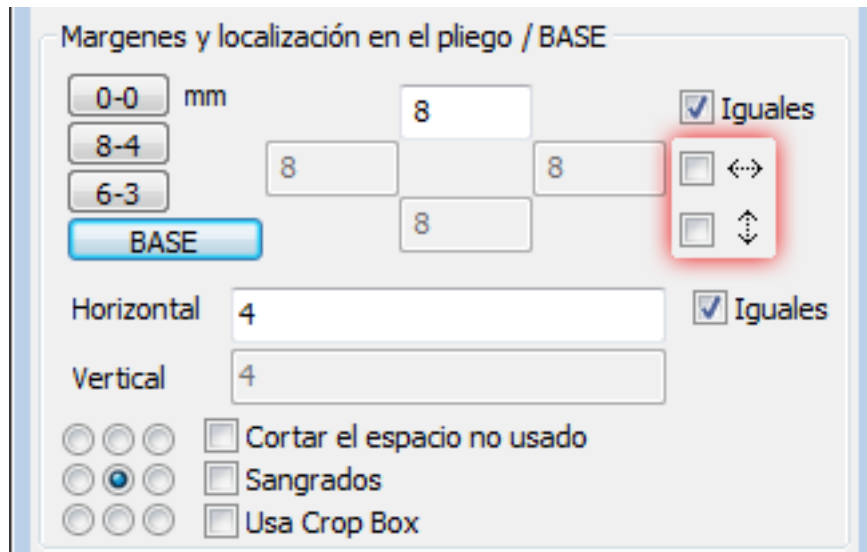 Margenes y localización en el pliego / BASE
0-0 mm 8 Iguales
8-4
8 8
6-3
BASE 8
Horizontal 4 Iguales
Vertical 4
Cortar el espacio no usado
Sangrados
Usa Crop Box